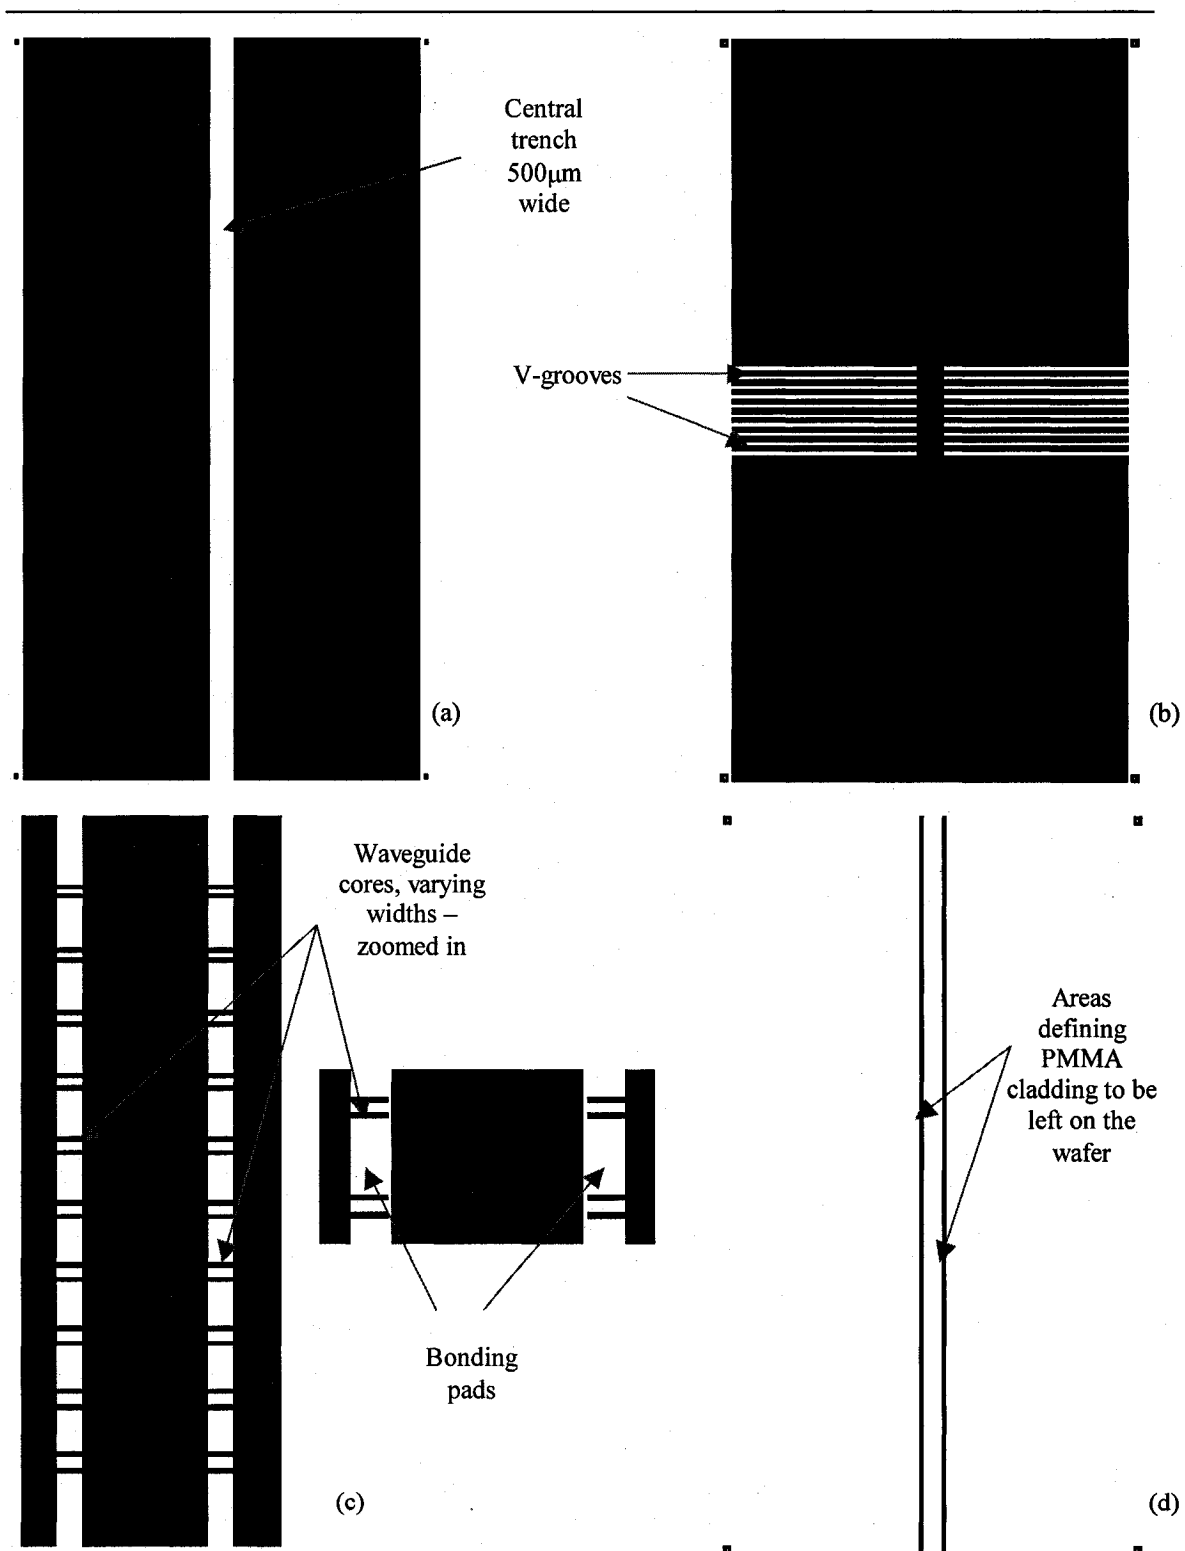 Central
trench
500μm
wide
(a)
V-grooves
(b)
Waveguide
cores, varying
widths –
zoomed in
Bonding
pads
(c)
Areas
defining
PMMA
cladding to be
left on the
wafer
(d)